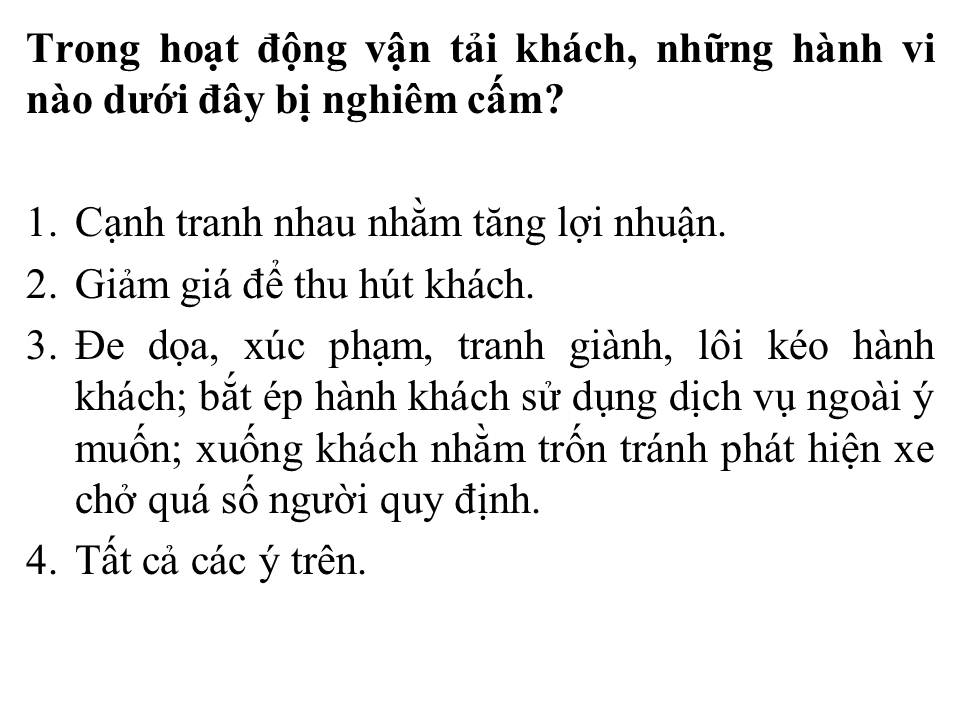 Trong hoạt động vận tải khách, những hành vi
nào dưới đây bị nghiêm cấm?
1. Cạnh tranh nhau nhằm tăng lợi nhuận.
2. Giảm giá để thu hút khách.
3. Đe dọa, xúc phạm, tranh giành, lôi kéo hành
khách; bắt ép hành khách sử dụng dịch vụ ngoài ý
muốn; xuống khách nhằm trốn tránh phát hiện xe
chở quá số người quy định.
4. Tất cả các ý trên.